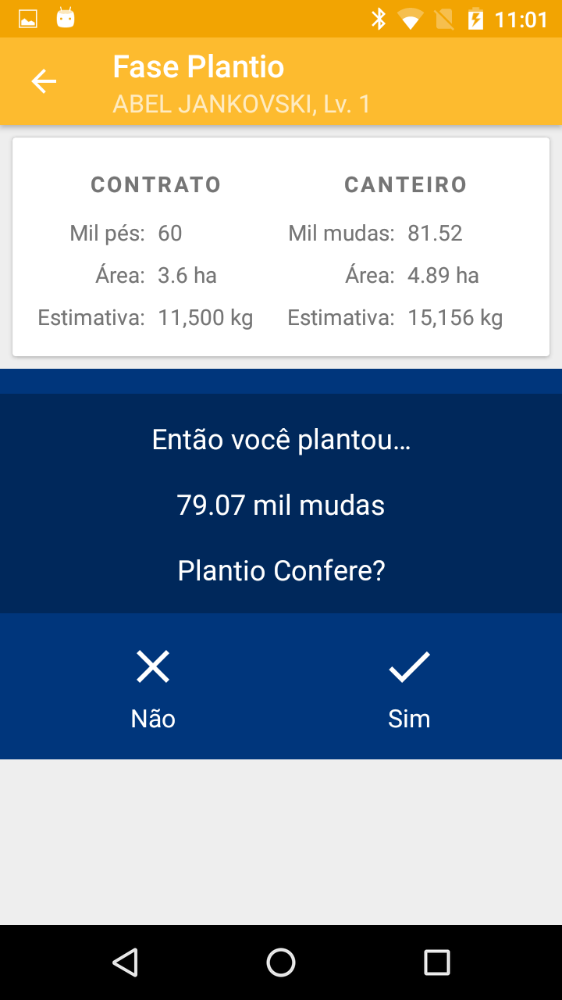 11:01
Fase Plantio
ABEL JANKOVSKI, Lv. 1
CONTRATO
Mil pés: 60
Área: 3.6 ha
Estimativa: 11,500 kg
CANTEIRO
Mil mudas: 81.52
Área: 4.89 ha
Estimativa: 15,156 kg
Então você plantou...
79.07 mil mudas
Plantio Confere?
Não
Sim